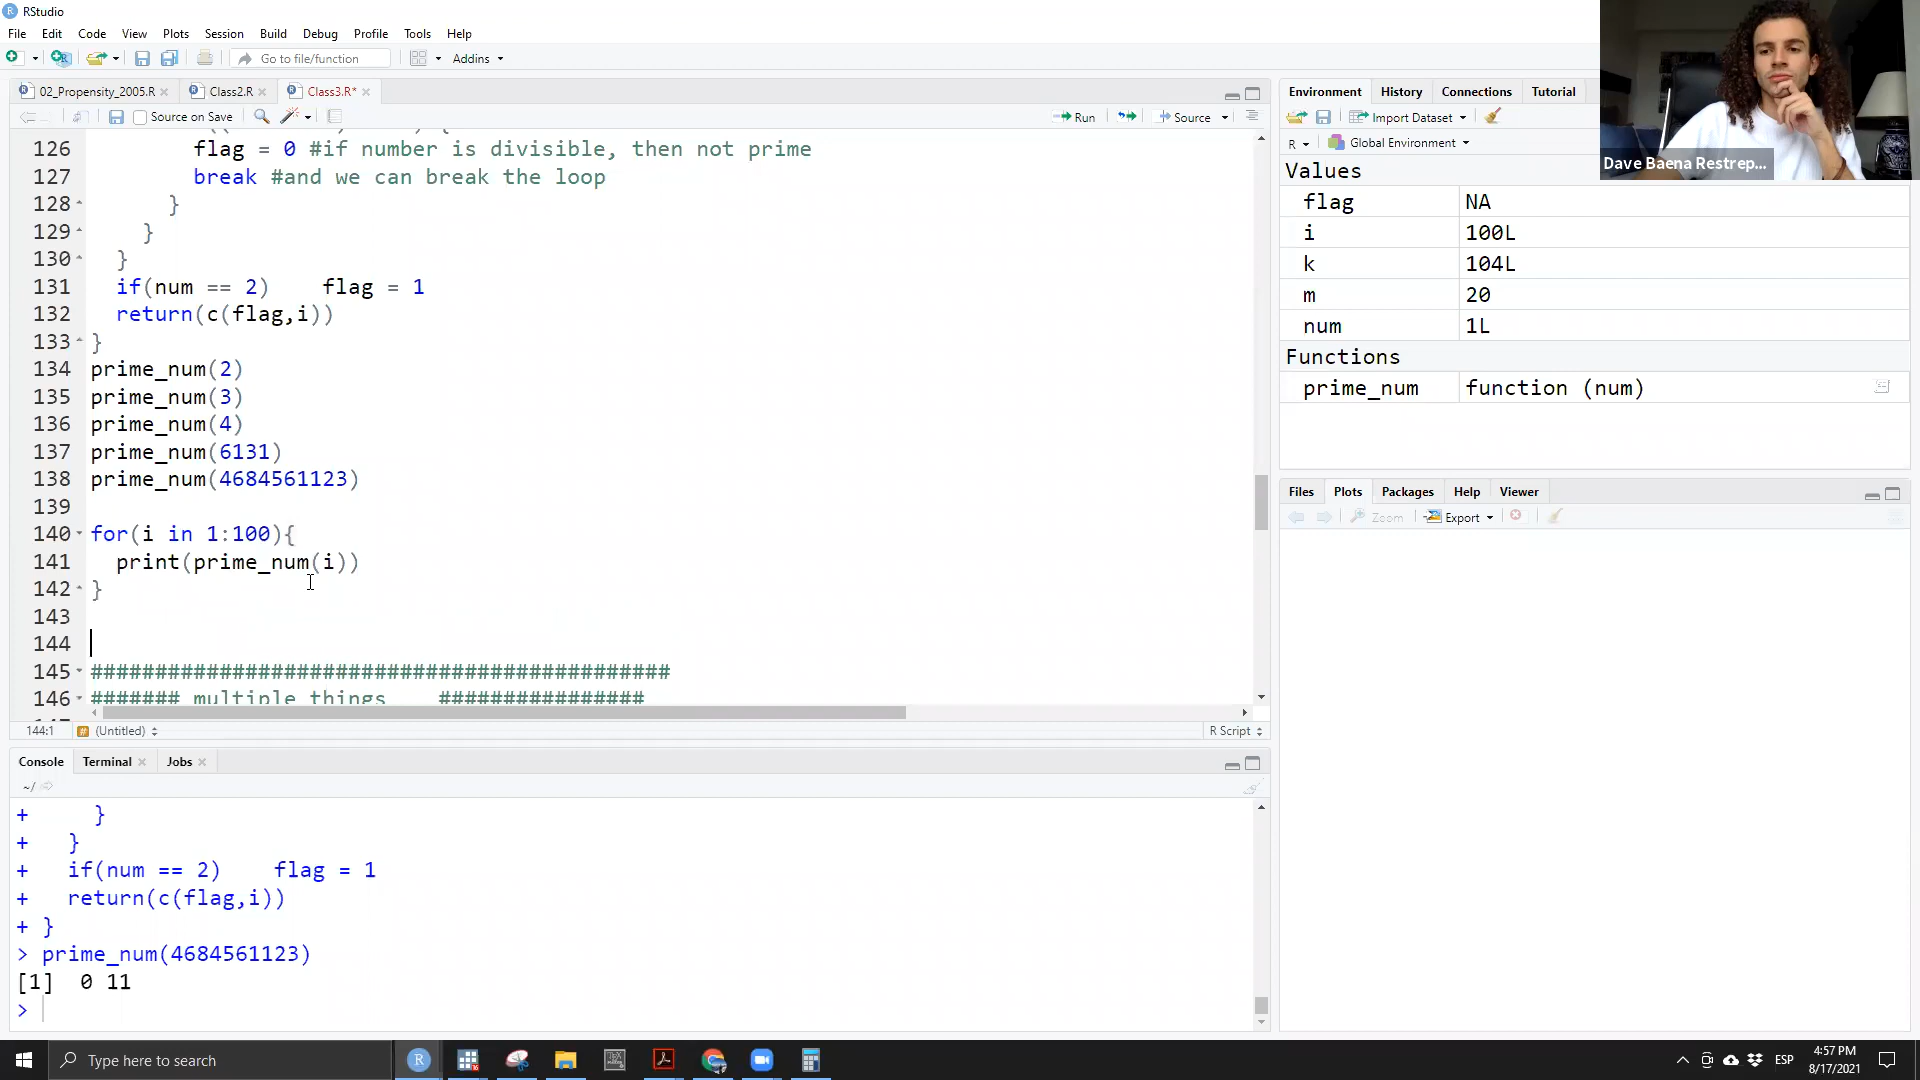 RStudio
File Edit Code View Plots Session Build Debug Profile Tools Help
Go to file/function Addins
02_Propensity_2005.R Class2.R Class3.R*
Source on Save Run Source
126 flag = 0 #if number is divisible, then not prime
127 break #and we can break the loop
128 }
129 }
130 }
131 if(num == 2) flag = 1
132 return(c(flag,i))
133 }
134 prime_num(2)
135 prime_num(3)
136 prime_num(4)
137 prime_num(6131)
138 prime_num(4684561123)
139
140 for(i in 1:100){
141 print(prime_num(i))
142 }
143
144
145 #############################################
146 ####### multiple things ################
144:1 (Untitled) R Script
Console Terminal Jobs
~/
+ }
+ }
+ if(num == 2) flag = 1
+ return(c(flag,i))
+ }
> prime_num(4684561123)
[1] 0 11
>
Environment History Connections Tutorial
Import Dataset
R Global Environment
Values
flag NA
i 100L
k 104L
m 20
num 1L
Functions
prime_num function (num)
Files Plots Packages Help Viewer
Zoom Export
Dave Baena Restrep...
Type here to search
ESP
4:57 PM
8/17/2021